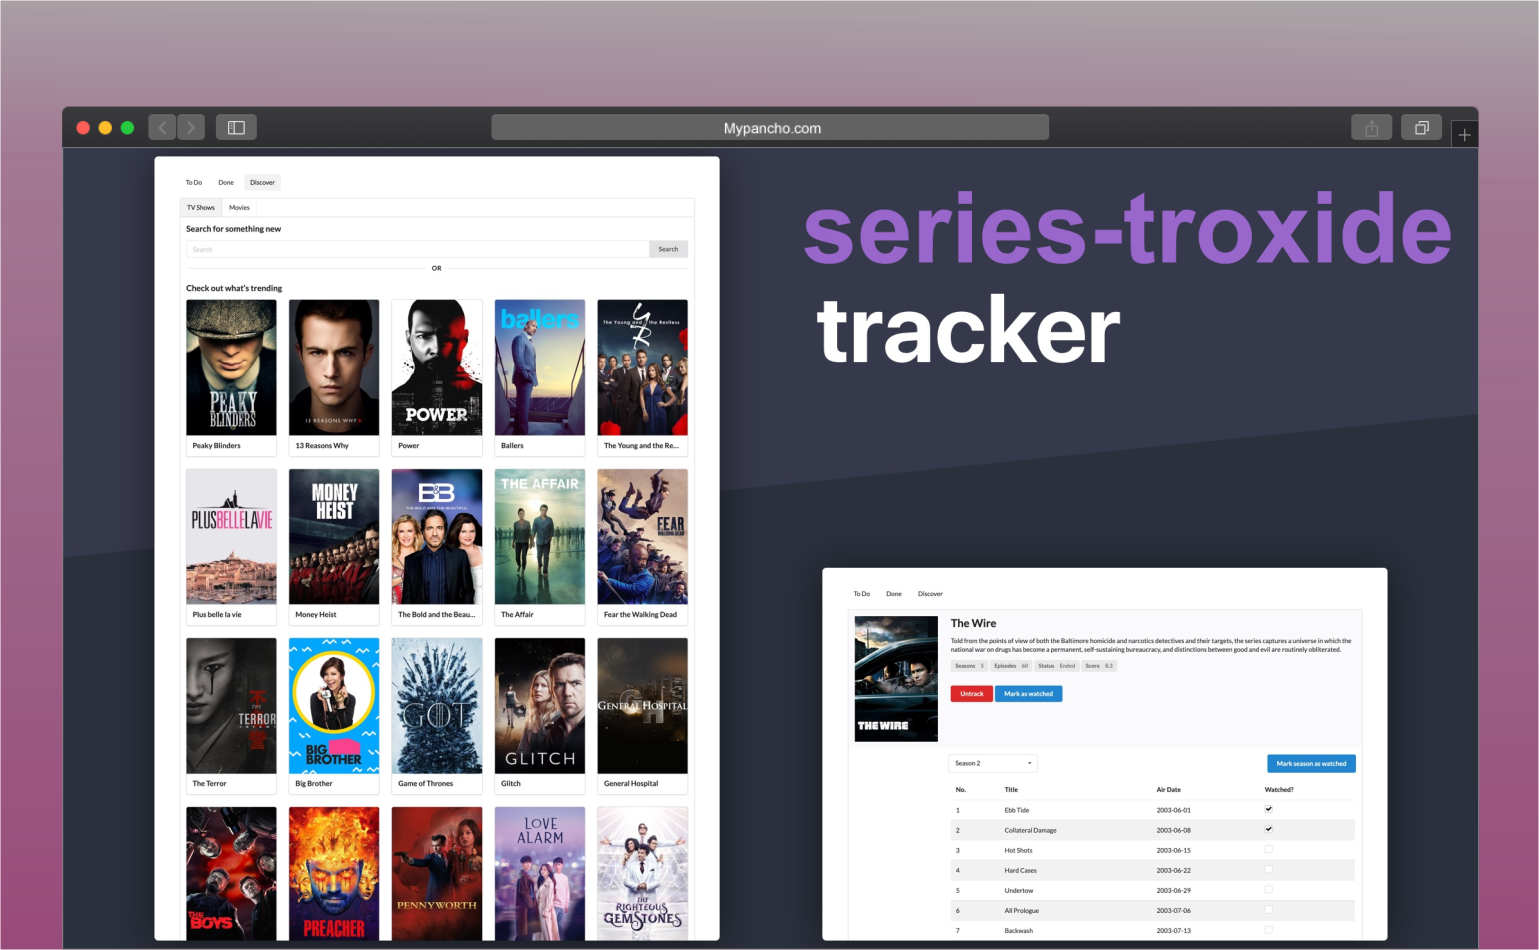 Mypancho.com
To Do Done Discover
TV Shows Movies
Search for something new
Search Search
OR
Check out what's trending
PEAKY
BLINDERS
13 REASONS WHY
POWER
ballers
The Young and the Restless
YR
Peaky Blinders
13 Reasons Why
Power
Ballers
The Young and the Re...
PLUSBELLELAVIE
MONEY
HEIST
B&B
THE BOLD AND THE BEAUTIFUL
THE AFFAIR
FEAR
THE WALKING DEAD
Plus belle la vie
Money Heist
The Bold and the Beau...
The Affair
Fear the Walking Dead
THE
TERROR
BIG
BROTHER
GOT
GLITCH
GH
GENERAL HOSPITAL
The Terror
Big Brother
Game of Thrones
Glitch
General Hospital
THE
BOYS
PREACHER
PENNYWORTH
LOVE
ALARM
THE
RIGHTEOUS
GEMSTONES
series-troxide
tracker
To Do Done Discover
The Wire
Told from the points of view of both the Baltimore homicide and narcotics detectives and their targets, the series captures a universe in which the
national war on drugs has become a permanent, self-sustaining bureaucracy, and distinctions between good and evil are routinely obliterated.
Seasons 5 Episodes 60 Status Ended Score 8.3
Untrack Mark as watched
THE WIRE
Season 2 Mark season as watched
No. Title Air Date Watched?
1 Ebb Tide 2003-06-01
2 Collateral Damage 2003-06-08
3 Hot Shots 2003-06-15
4 Hard Cases 2003-06-22
5 Undertow 2003-06-29
6 All Prologue 2003-07-06
7 Backwash 2003-07-13